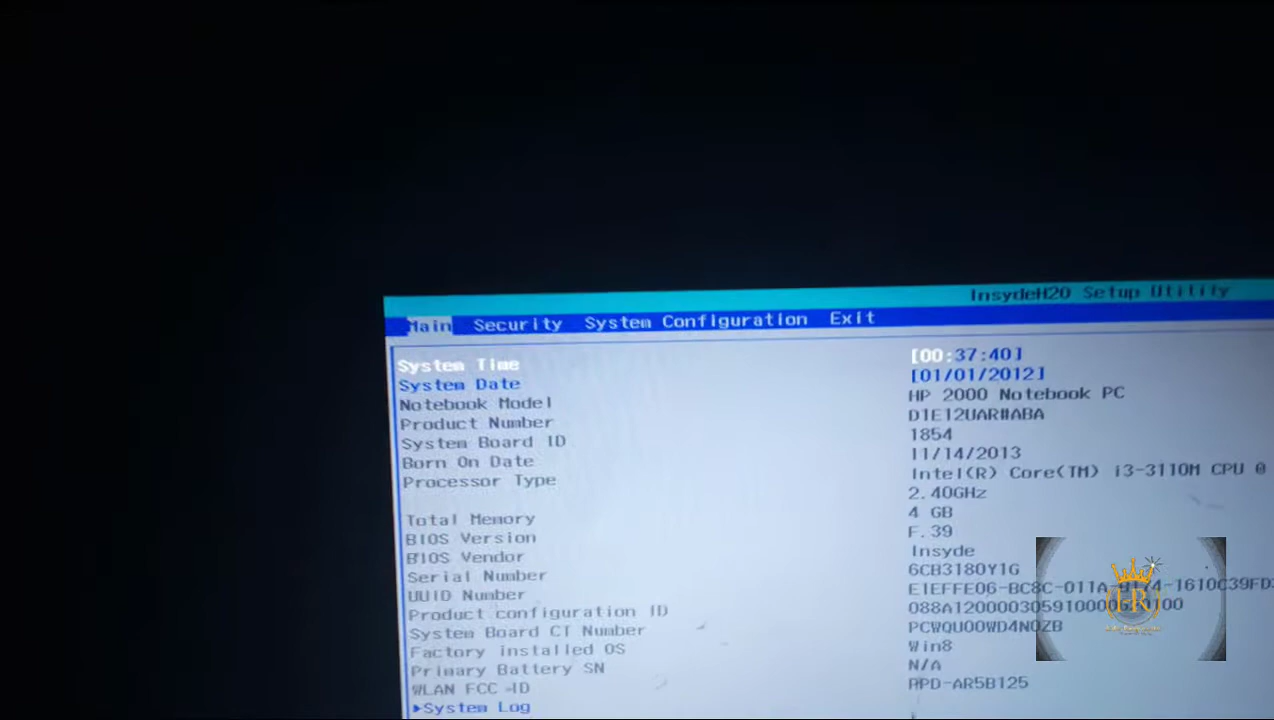 InsydeH20 Setup Utility
Main Security System Configuration Exit
System Time [00:37:40]
System Date [01/01/2012]
Notebook Model HP 2000 Notebook PC
Product Number D1E12UAR#ABA
System Board ID 1854
Born On Date 11/14/2013
Processor Type Intel(R) Core(TM) i3-3110M CPU @
2.40GHz
Total Memory 4 GB
BIOS Version F.39
BIOS Vendor Insyde
Serial Number 6CB3180Y1G
UUID Number
Product configuration ID
System Board CT Number PCWQU00WD4N0ZB
Factory installed OS Win8
Primary Battery SN N/A
WLAN FCC ID PPD-AR5B125
▸System Log